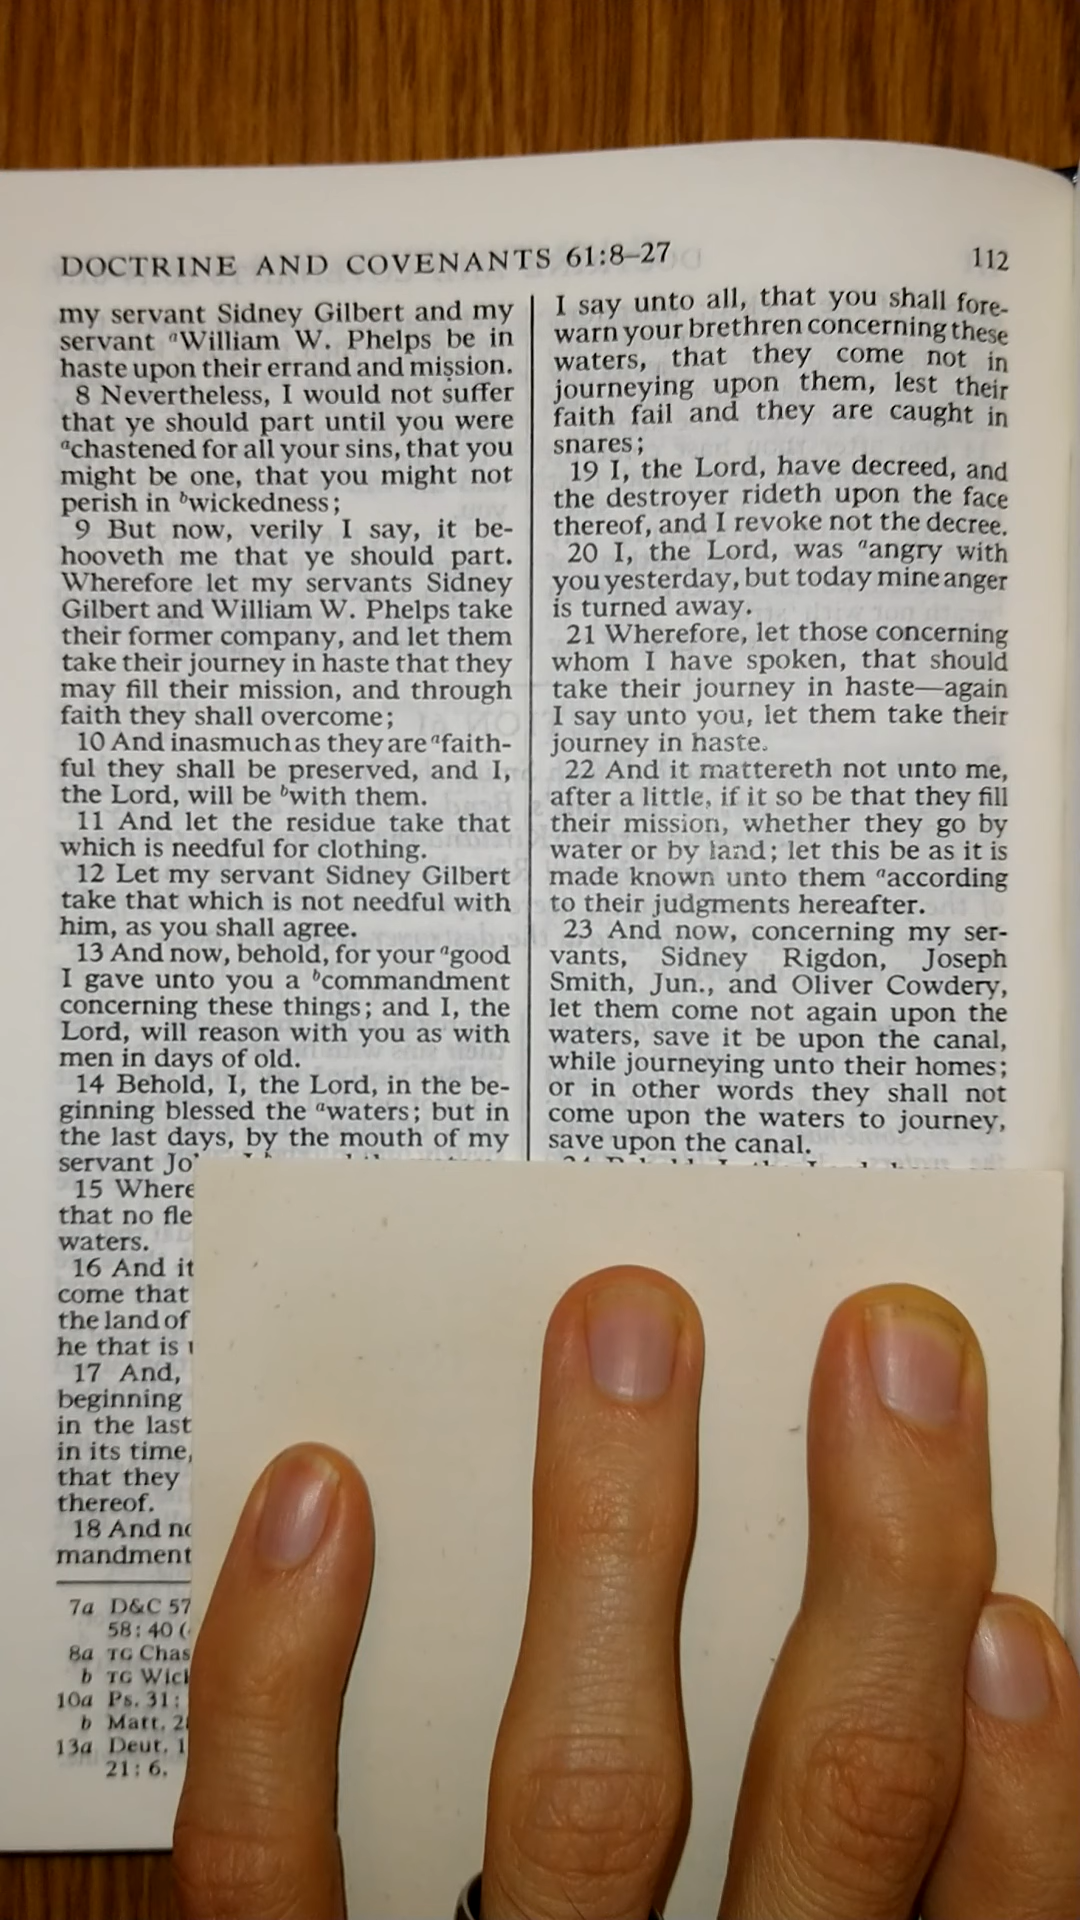 DOCTRINE AND COVENANTS 61:8–27
112
my servant Sidney Gilbert and my
servant ᵃWilliam W. Phelps be in
haste upon their errand and mission.
8 Nevertheless, I would not suffer
that ye should part until you were
ᵃchastened for all your sins, that you
might be one, that you might not
perish in ᵇwickedness;
9 But now, verily I say, it be-
hooveth me that ye should part.
Wherefore let my servants Sidney
Gilbert and William W. Phelps take
their former company, and let them
take their journey in haste that they
may fill their mission, and through
faith they shall overcome;
10 And inasmuch as they are ᵃfaith-
ful they shall be preserved, and I,
the Lord, will be ᵇwith them.
11 And let the residue take that
which is needful for clothing.
12 Let my servant Sidney Gilbert
take that which is not needful with
him, as you shall agree.
13 And now, behold, for your ᵃgood
I gave unto you a ᵇcommandment
concerning these things; and I, the
Lord, will reason with you as with
men in days of old.
14 Behold, I, the Lord, in the be-
ginning blessed the ᵃwaters; but in
the last days, by the mouth of my
servant
15
that no
waters.
16 And it
come that
the land of
he that is
17 And,
beginning
in the last
in its time,
that they
thereof.
18 And
7a D&C 57
58:40
8a TG
b TG
10a Ps. 31:
b Matt.
13a Deut.
21:6.
I say unto all, that you shall fore-
warn your brethren concerning these
waters, that they come not in
journeying upon them, lest their
faith fail and they are caught in
snares;
19 I, the Lord, have decreed, and
the destroyer rideth upon the face
thereof, and I revoke not the decree.
20 I, the Lord, was ᵃangry with
you yesterday, but today mine anger
is turned away.
21 Wherefore, let those concerning
whom I have spoken, that should
take their journey in haste—again
I say unto you, let them take their
journey in haste.
22 And it mattereth not unto me,
after a little, if it so be that they fill
their mission, whether they go by
water or by land; let this be as it is
made known unto them ᵃaccording
to their judgments hereafter.
23 And now, concerning my ser-
vants, Sidney Rigdon, Joseph
Smith, Jun., and Oliver Cowdery,
let them come not again upon the
waters, save it be upon the canal,
while journeying unto their homes;
or in other words they shall not
come upon the waters to journey,
save upon the canal.